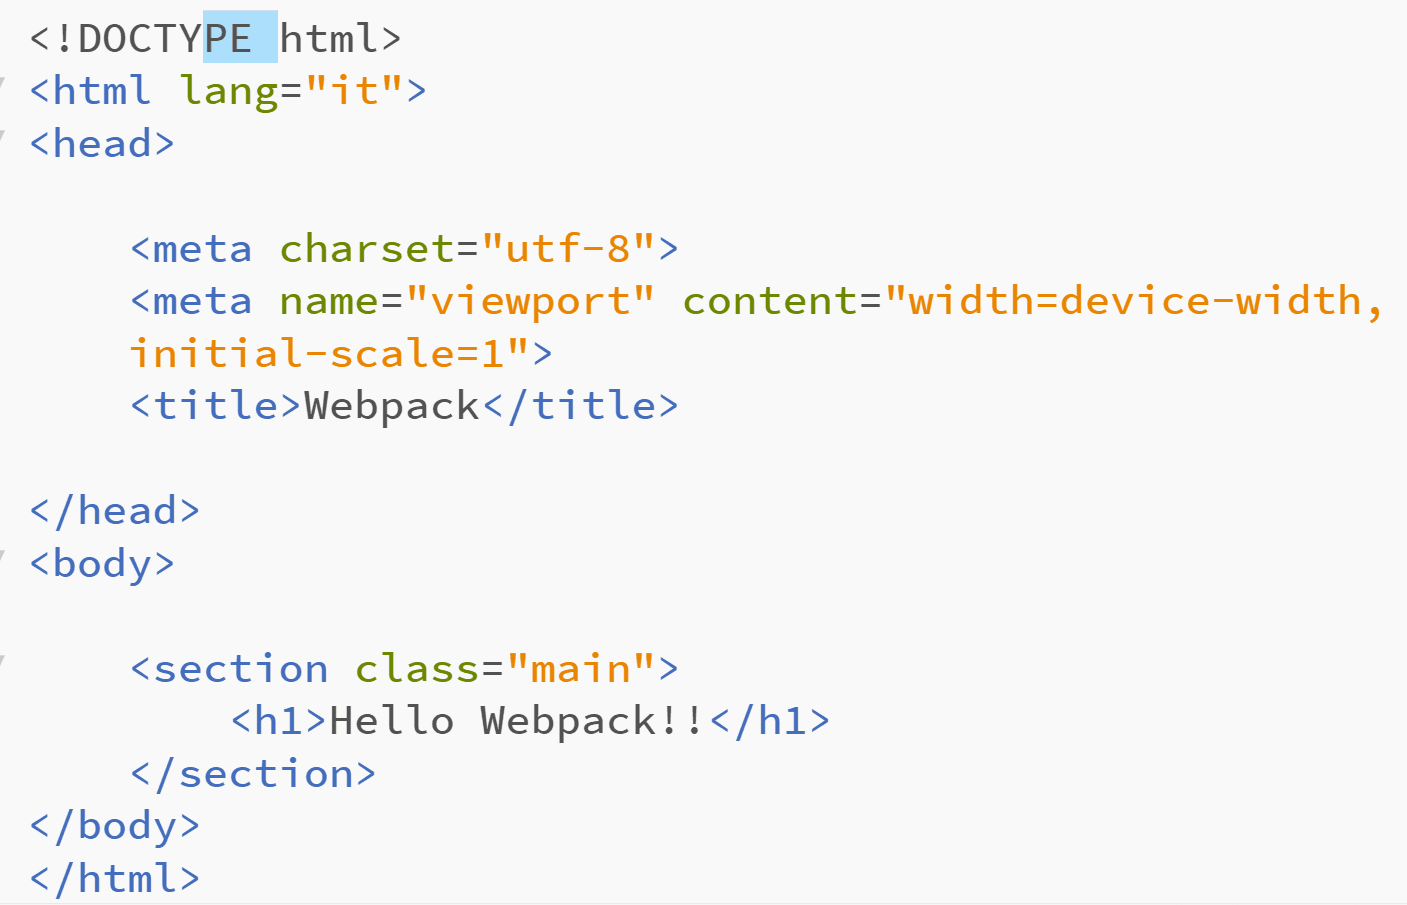 <!DOCTYPE html>
<html lang="it">
<head>
<meta charset="utf-8">
<meta name="viewport" content="width=device-width,
initial-scale=1">
<title>Webpack</title>
</head>
<body>
<section class="main">
<h1>Hello Webpack!!</h1>
</section>
</body>
</html>